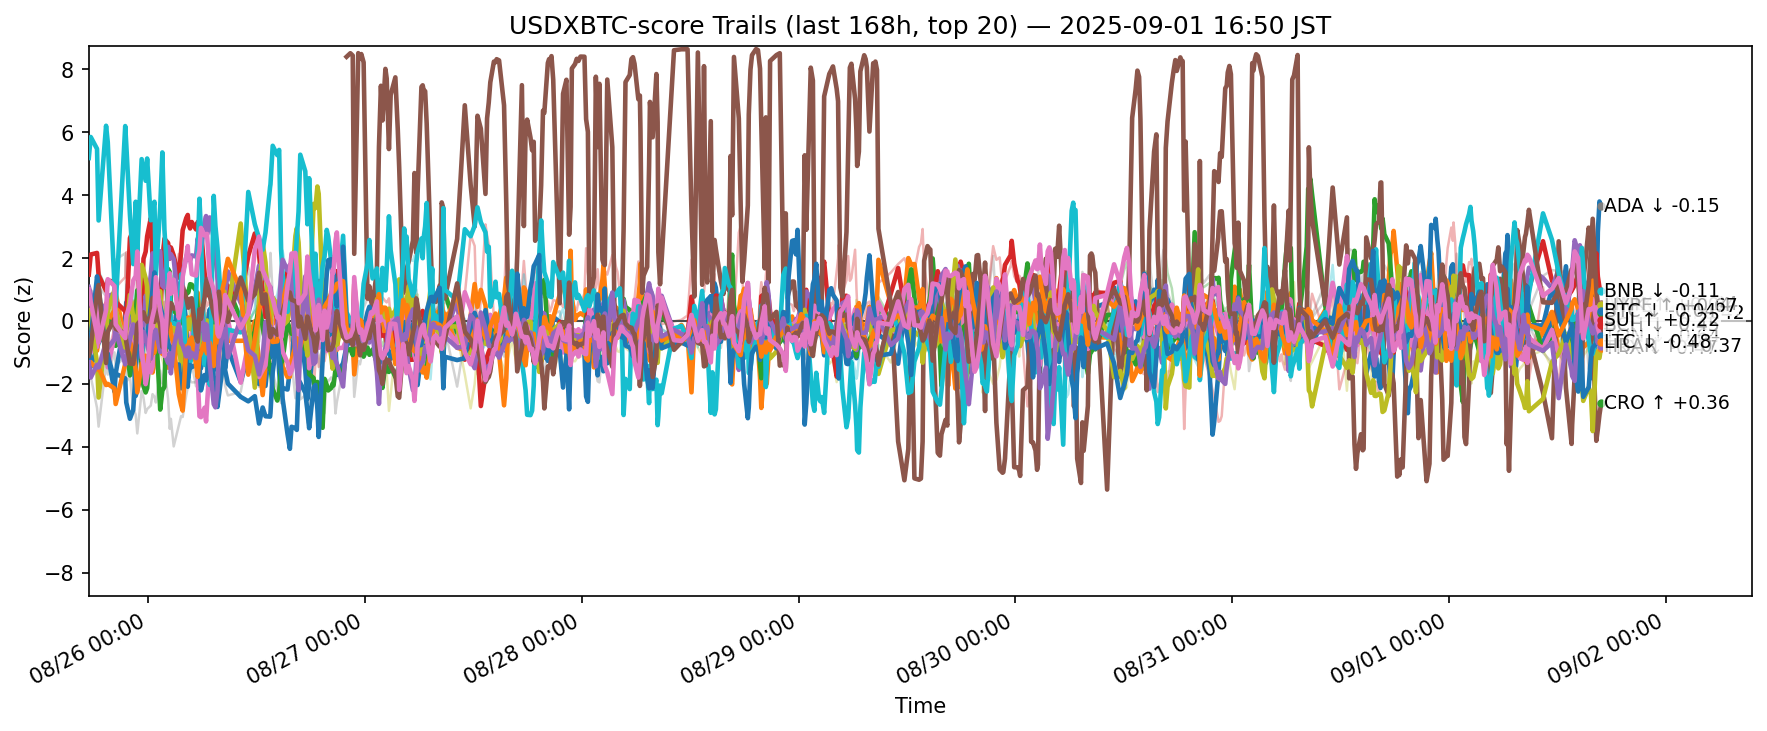 USDXBTC-score Trails (last 168h, top 20) — 2025-09-01 16:50 JST
Score (z)
8
6
4
2
0
−2
−4
−6
−8
ADA ↓ -0.15
BNB ↓ -0.11
SUI ↑ +0.22
LTC ↓ -0.48
CRO ↑ +0.36
08/26 00:00
08/27 00:00
08/28 00:00
08/29 00:00
08/30 00:00
08/31 00:00
09/01 00:00
09/02 00:00
Time